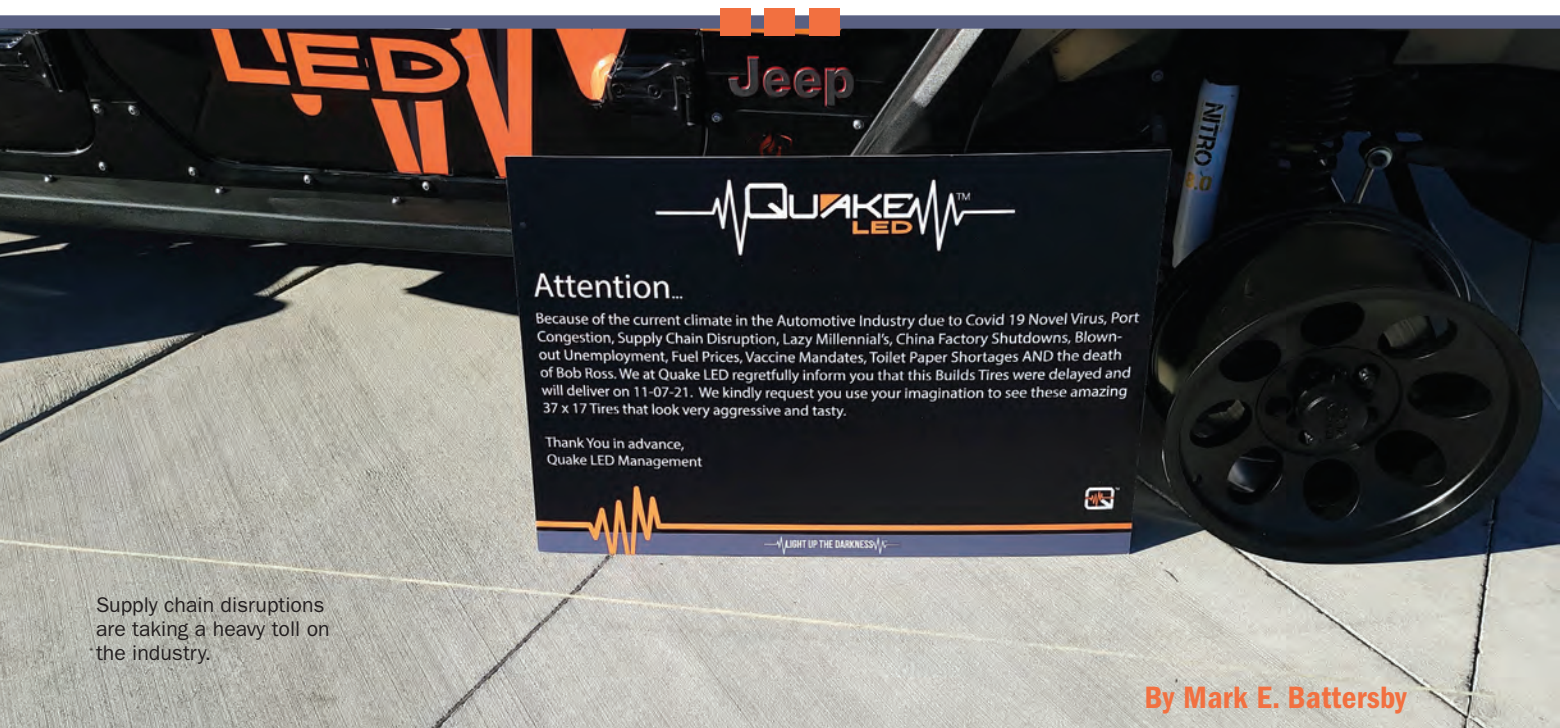 LED
Jeep
NITRO
8.0
QUAKE™
LED
Attention...
Because of the current climate in the Automotive Industry due to Covid 19 Novel Virus, Port
Congestion, Supply Chain Disruption, Lazy Millennial's, China Factory Shutdowns, Blown-
out Unemployment, Fuel Prices, Vaccine Mandates, Toilet Paper Shortages AND the death
of Bob Ross. We at Quake LED regretfully inform you that this Builds Tires were delayed and
will deliver on 11-07-21. We kindly request you use your imagination to see these amazing
37 x 17 Tires that look very aggressive and tasty.
Thank You in advance,
Quake LED Management
LIGHT UP THE DARKNESS
Supply chain disruptions
are taking a heavy toll on
the industry.
By Mark E. Battersby